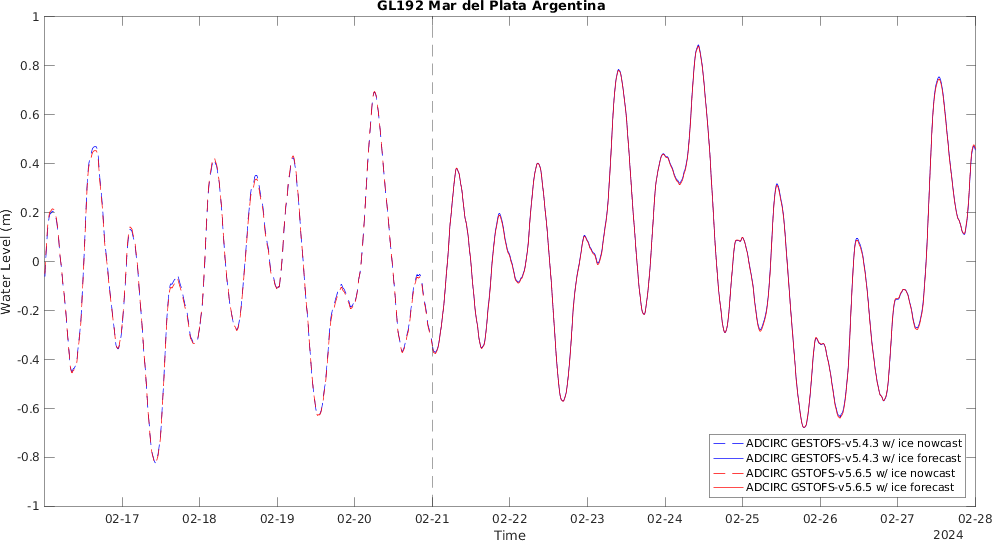 GL192 Mar del Plata Argentina
1
0.8
0.6
0.4
0.2
0
-0.2
-0.4
-0.6
-0.8
-1
Water Level (m)
ADCIRC GESTOFS-v5.4.3 w/ ice nowcast
ADCIRC GESTOFS-v5.4.3 w/ ice forecast
ADCIRC GSTOFS-v5.6.5 w/ ice nowcast
ADCIRC GSTOFS-v5.6.5 w/ ice forecast
02-17 02-18 02-19 02-20 02-21 02-22 02-23 02-24 02-25 02-26 02-27 02-28
Time
2024